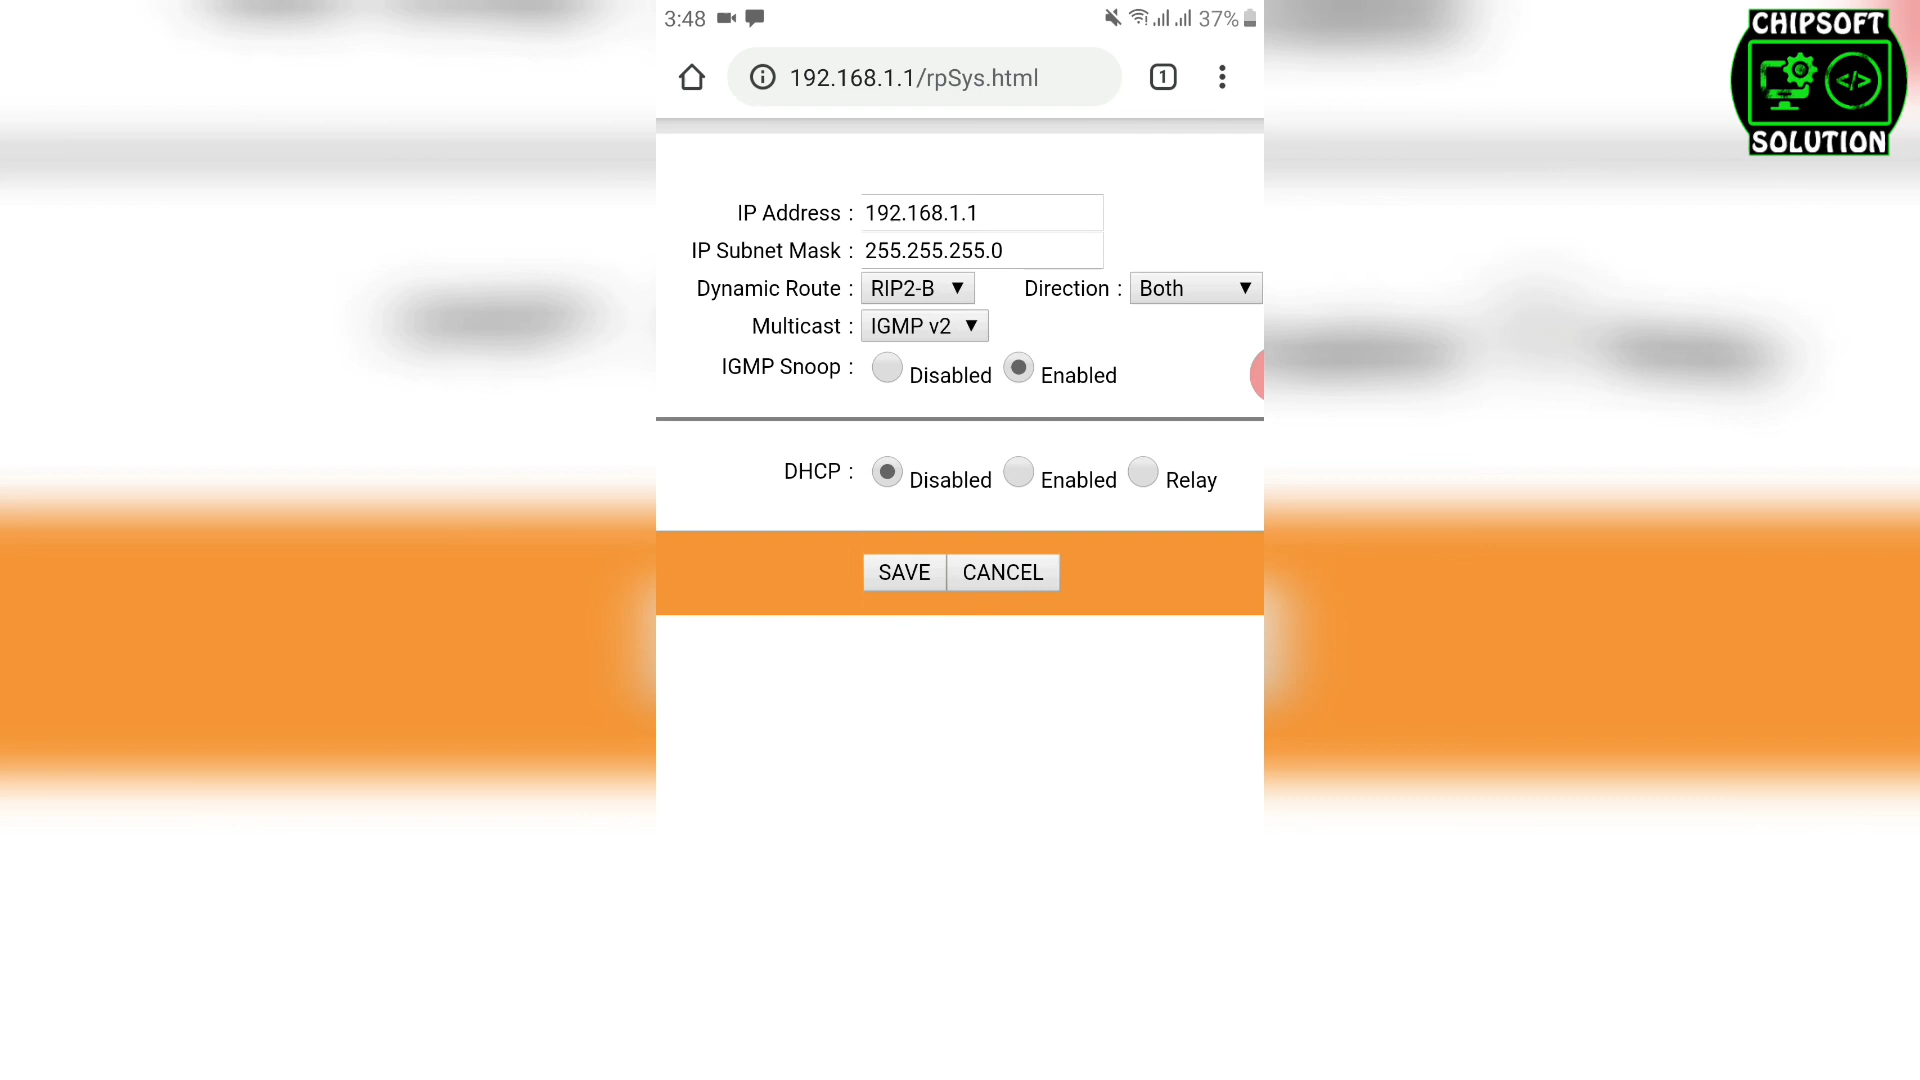 3:48 37%
CHIPSOFT
</>
SOLUTION
192.168.1.1/rpSys.html 1
IP Address : 192.168.1.1
IP Subnet Mask : 255.255.255.0
Dynamic Route : RIP2-B Direction : Both
Multicast : IGMP v2
IGMP Snoop : Disabled Enabled
DHCP : Disabled Enabled Relay
SAVE CANCEL